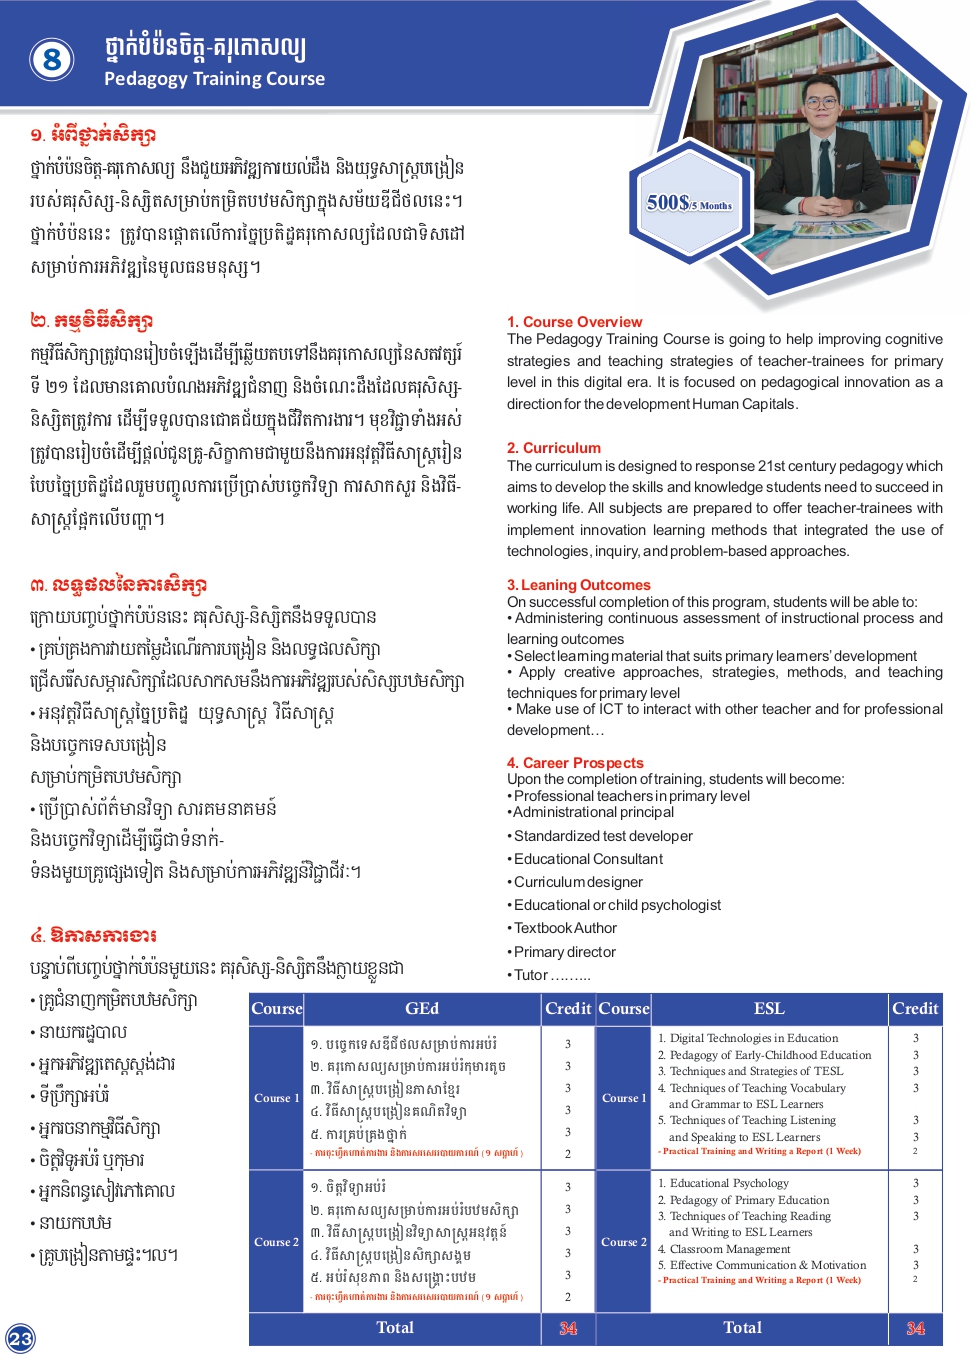 8
ថ្នាក់បំប៉នចិត្ត-គរុកោសល្យ
Pedagogy Training Course
500$/5 Months
១. អំពីថ្នាក់សិក្សា
ថ្នាក់បំប៉នចិត្ត-គរុកោសល្យ នឹងជួយអភិវឌ្ឍការយល់ដឹង និងយុទ្ធសាស្ត្របង្រៀន
របស់គរុសិស្ស-និស្សិតសម្រាប់កម្រិតបឋមសិក្សាក្នុងសម័យឌីជីថលនេះ។
ថ្នាក់បំប៉ននេះ ត្រូវបានផ្តោតលើការច្នៃប្រតិដ្ឋគរុកោសល្យដែលជាទិសដៅ
សម្រាប់ការអភិវឌ្ឍនៃមូលធនមនុស្ស។
២. កម្មវិធីសិក្សា
កម្មវិធីសិក្សាត្រូវបានរៀបចំឡើងដើម្បីឆ្លើយតបទៅនឹងគរុកោសល្យនៃសតវត្សរ៍
ទី ២១ ដែលមានគោលបំណងអភិវឌ្ឍជំនាញ និងចំណេះដឹងដែលគរុសិស្ស-
និស្សិតត្រូវការ ដើម្បីទទួលបានជោគជ័យក្នុងជីវិតការងារ។ មុខវិជ្ជាទាំងអស់
ត្រូវបានរៀបចំដើម្បីផ្តល់ជូនគ្រូ-សិក្ខាកាមជាមួយនឹងការអនុវត្តវិធីសាស្ត្ររៀន
បែបច្នៃប្រតិដ្ឋដែលរួមបញ្ចូលការប្រើប្រាស់បច្ចេកវិទ្យា ការសាកសួរ និងវិធី-
សាស្ត្រផ្អែកលើបញ្ហា។
៣. លទ្ធផលនៃការសិក្សា
ក្រោយបញ្ចប់ថ្នាក់បំប៉ននេះ គរុសិស្ស-និស្សិតនឹងទទួលបាន
• គ្រប់គ្រងការវាយតម្លៃដំណើរការបង្រៀន និងលទ្ធផលសិក្សា
ជ្រើសរើសសម្ភារសិក្សាដែលសាកសមនឹងការអភិវឌ្ឍរបស់សិស្សបឋមសិក្សា
• អនុវត្តវិធីសាស្ត្រច្នៃប្រតិដ្ឋ យុទ្ធសាស្ត្រ វិធីសាស្ត្រ
និងបច្ចេកទេសបង្រៀន
សម្រាប់កម្រិតបឋមសិក្សា
• ប្រើប្រាស់ព័ត៌មានវិទ្យា សារគមនាគមន៍
និងបច្ចេកវិទ្យាដើម្បីធ្វើជាទំនាក់-
ទំនងមួយគ្រូផ្សេងទៀត និងសម្រាប់ការអភិវឌ្ឍនវិជ្ជាជីវៈ។
៤. ឱកាសការងារ
បន្ទាប់ពីបញ្ចប់ថ្នាក់បំប៉នមួយនេះ គរុសិស្ស-និស្សិតនឹងក្លាយខ្លួនជា
• គ្រូជំនាញកម្រិតបឋមសិក្សា
• នាយករដ្ឋបាល
• អ្នកអភិវឌ្ឍតេស្តស្តង់ដារ
• ទីប្រឹក្សាអប់រំ
• អ្នករចនាកម្មវិធីសិក្សា
• ចិត្តវិទូអប់រំ ឬកុមារ
• អ្នកនិពន្ធសៀវភៅគោល
• នាយកបឋម
• គ្រូបង្រៀនតាមផ្ទះ។ល។
1. Course Overview
The Pedagogy Training Course is going to help improving cognitive
strategies and teaching strategies of teacher-trainees for primary
level in this digital era. It is focused on pedagogical innovation as a
direction for the development Human Capitals.
2. Curriculum
The curriculum is designed to response 21st century pedagogy which
aims to develop the skills and knowledge students need to succeed in
working life. All subjects are prepared to offer teacher-trainees with
implement innovation learning methods that integrated the use of
technologies, inquiry, and problem-based approaches.
3. Leaning Outcomes
On successful completion of this program, students will be able to:
• Administering continuous assessment of instructional process and
learning outcomes
• Select learning material that suits primary learners' development
• Apply creative approaches, strategies, methods, and teaching
techniques for primary level
• Make use of ICT to interact with other teacher and for professional
development…
4. Career Prospects
Upon the completion of training, students will become:
• Professional teachers in primary level
• Administrational principal
• Standardized test developer
• Educational Consultant
• Curriculum designer
• Educational or child psychologist
• Textbook Author
• Primary director
• Tutor ……...
Course GEd Credit Course ESL Credit
Course 1
១. បច្ចេកទេសឌីជីថលសម្រាប់ការអប់រំ 3
២. គរុកោសល្យសម្រាប់ការអប់រំកុមារតូច 3
៣. វិធីសាស្ត្របង្រៀនភាសាខ្មែរ 3
៤. វិធីសាស្ត្របង្រៀនគណិតវិទ្យា 3
៥. ការគ្រប់គ្រងថ្នាក់ 3
- ការចុះហ្វឹកហាត់ការងារ និងការសរសេររបាយការណ៍ (១ សប្តាហ៍) 2
Course 1
1. Digital Technologies in Education 3
2. Pedagogy of Early-Childhood Education 3
3. Techniques and Strategies of TESL 3
4. Techniques of Teaching Vocabulary 3
and Grammar to ESL Learners
5. Techniques of Teaching Listening 3
and Speaking to ESL Learners 3
- Practical Training and Writing a Report (1 Week) 2
Course 2
១. ចិត្តវិទ្យាអប់រំ 3
២. គរុកោសល្យសម្រាប់ការអប់រំបឋមសិក្សា 3
៣. វិធីសាស្ត្របង្រៀនវិទ្យាសាស្ត្រអនុវត្តន៍ 3
៤. វិធីសាស្ត្របង្រៀនសិក្សាសង្គម 3
៥. អប់រំសុខភាព និងសង្គ្រោះបឋម 3
- ការចុះហ្វឹកហាត់ការងារ និងការសរសេររបាយការណ៍ (១ សប្តាហ៍) 2
Course 2
1. Educational Psychology 3
2. Pedagogy of Primary Education 3
3. Techniques of Teaching Reading 3
and Writing to ESL Learners
4. Classroom Management 3
5. Effective Communication & Motivation 3
- Practical Training and Writing a Report (1 Week) 2
Total 34 Total 34
23